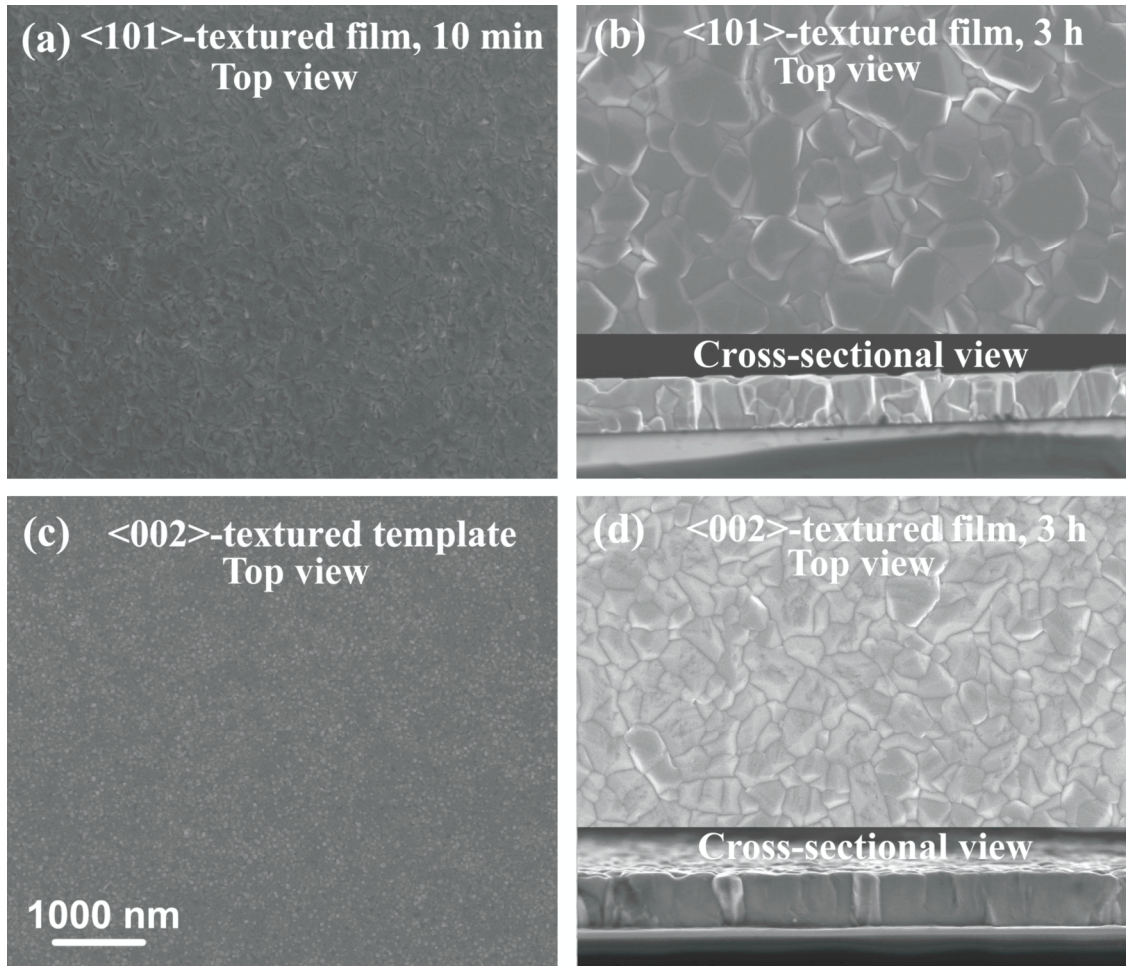 (a) <101>-textured film, 10 min
Top view
(b) <101>-textured film, 3 h
Top view
Cross-sectional view
(c) <002>-textured template
Top view
1000 nm
(d) <002>-textured film, 3 h
Top view
Cross-sectional view